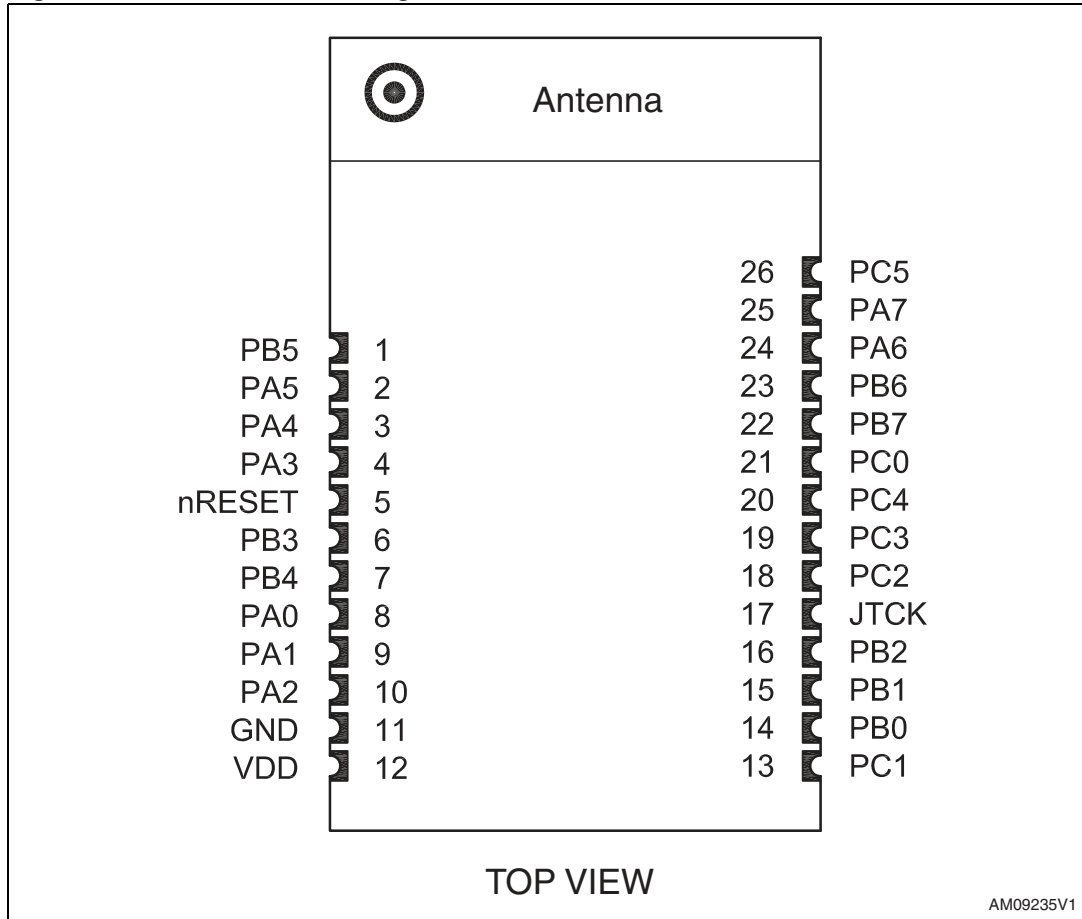 Antenna
26 PC5
25 PA7
PB5 1 24 PA6
PA5 2 23 PB6
PA4 3 22 PB7
PA3 4 21 PC0
nRESET 5 20 PC4
PB3 6 19 PC3
PB4 7 18 PC2
PA0 8 17 JTCK
PA1 9 16 PB2
PA2 10 15 PB1
GND 11 14 PB0
VDD 12 13 PC1
TOP VIEW
AM09235V1